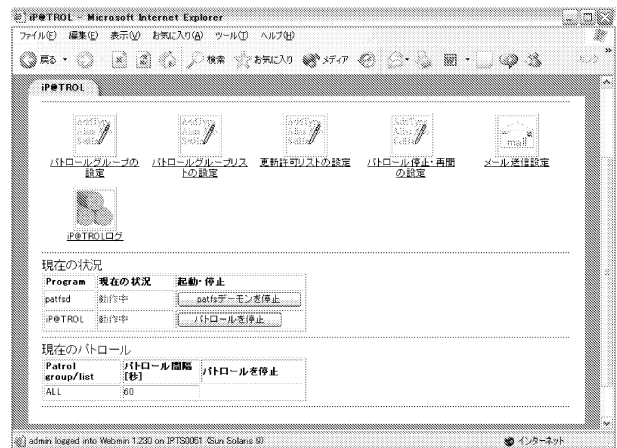 iP@TROL - Microsoft Internet Explorer
ファイル(F) 編集(E) 表示(V) お気に入り(A) ツール(T) ヘルプ(H)
戻る 検索 お気に入り メディア
iP@TROL
パトロールグループの設定 パトロールグループリストの設定 更新許可リストの設定 パトロール停止・再開の設定 メール送信設定
mail
iP@TROLログ
現在の状況
Program 現在の状況 起動・停止
patfsd 動作中 patfsデーモンを停止
iP@TROL 動作中 パトロールを停止
現在のパトロール
Patrol group/list パトロール間隔[秒] パトロールを停止
ALL 60
admin logged into Webmin 1.230 on IPTS0051 (Sun Solaris 9) インターネット